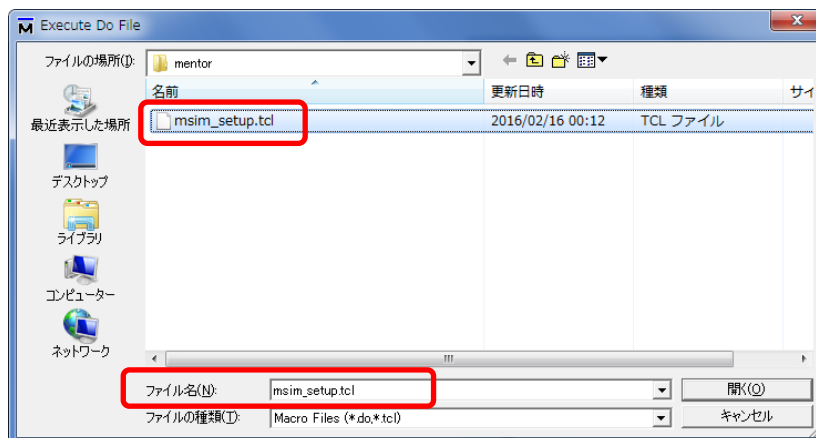 Execute Do File
ファイルの場所(I):
mentor
名前
更新日時
種類
サイ
msim_setup.tcl
2016/02/16 00:12
TCL ファイル
最近表示した場所
デスクトップ
ライブラリ
コンピューター
ネットワーク
ファイル名(N):
msim_setup.tcl
開く(O)
ファイルの種類(T):
Macro Files (*.do,*.tcl)
キャンセル